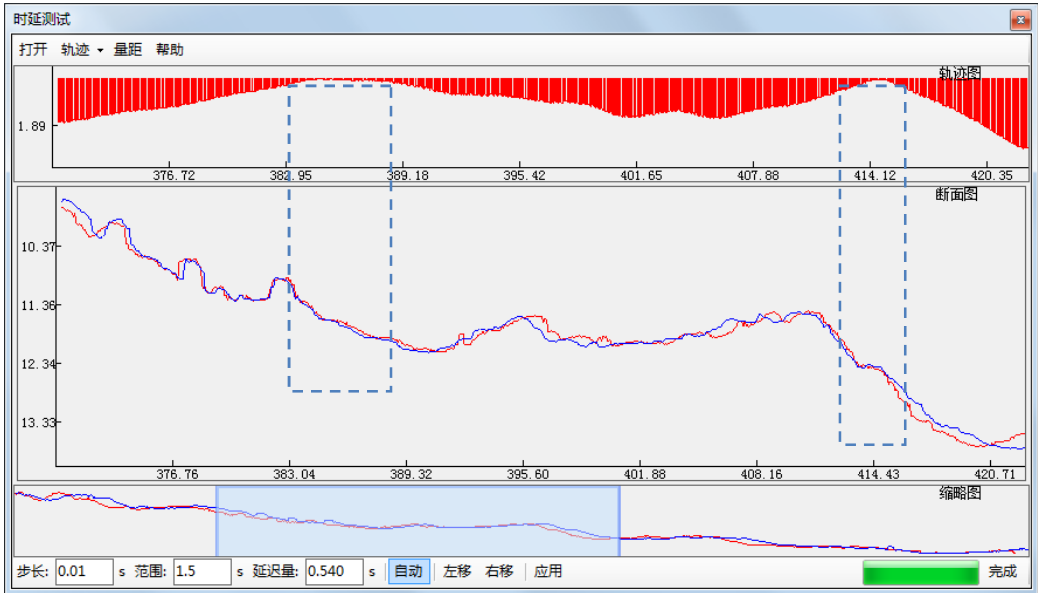 时延测试
打开 轨迹 量距 帮助
轨迹图
1.89
376.72 382.95 389.18 395.42 401.65 407.88 414.12 420.35
断面图
10.37
11.36
12.34
13.33
376.76 383.04 389.32 395.60 401.88 408.16 414.43 420.71
缩略图
步长: 0.01 s 范围: 1.5 s 延迟量: 0.540 s 自动 左移 右移 应用 完成